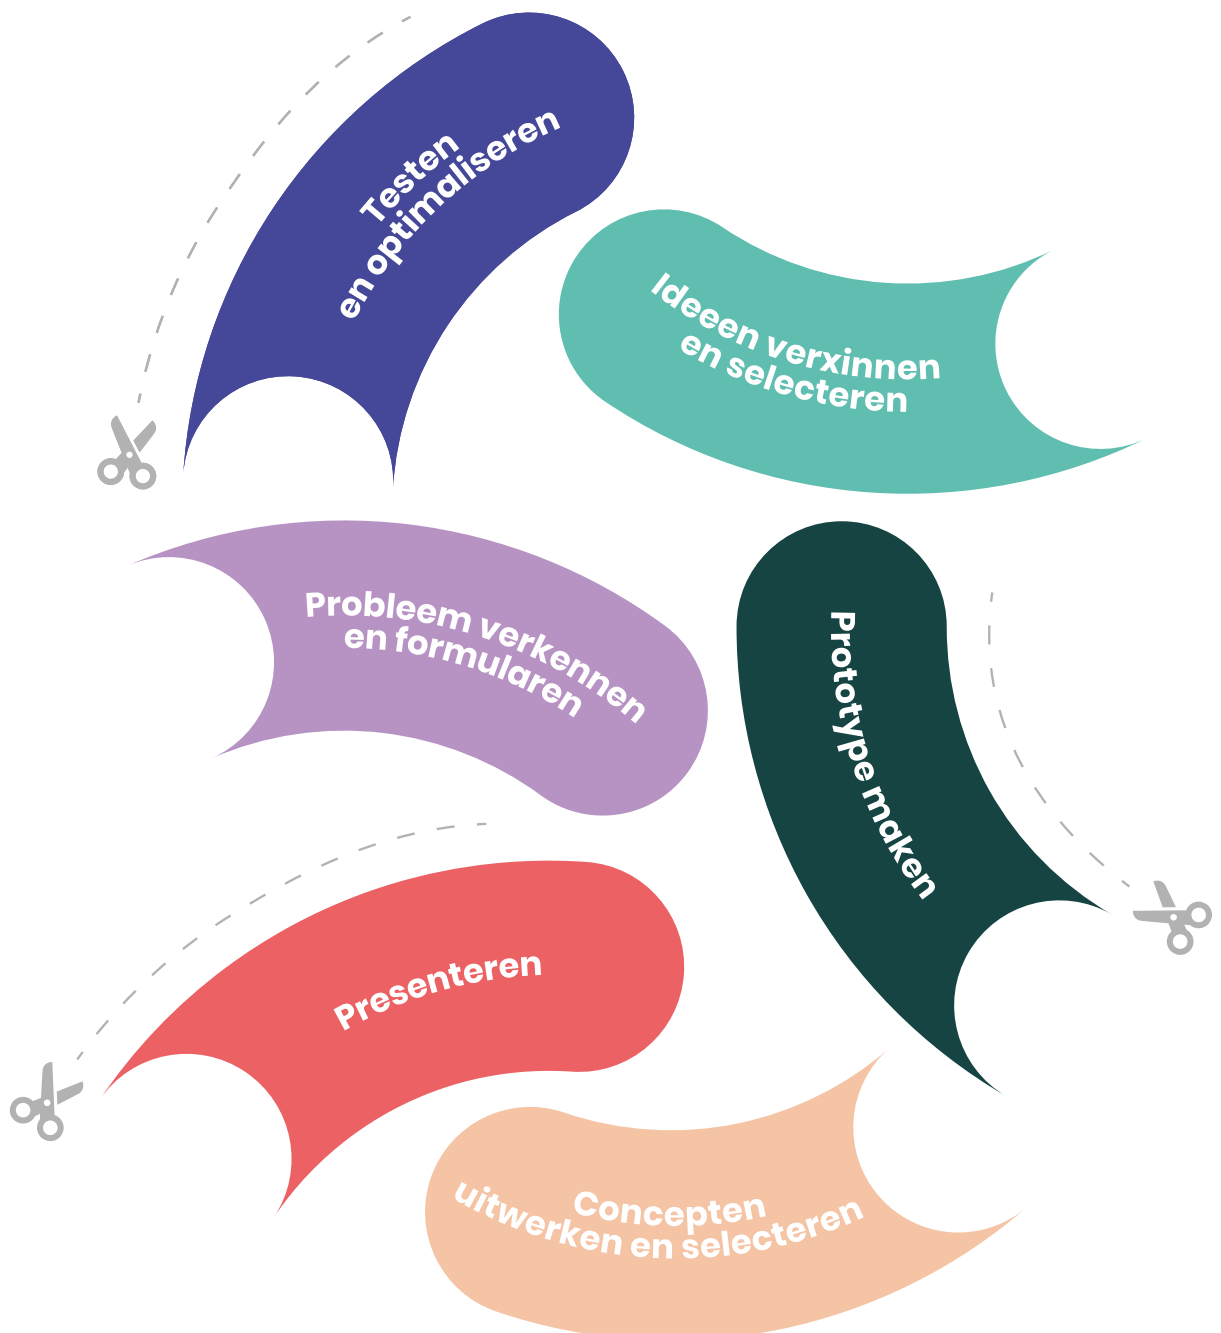 Testen
en optimaliseren
Ideeen verxinnen
en selecteren
Probleem verkennen
en formularen
Prototype maken
Presenteren
Concepten
uitwerken en selecteren